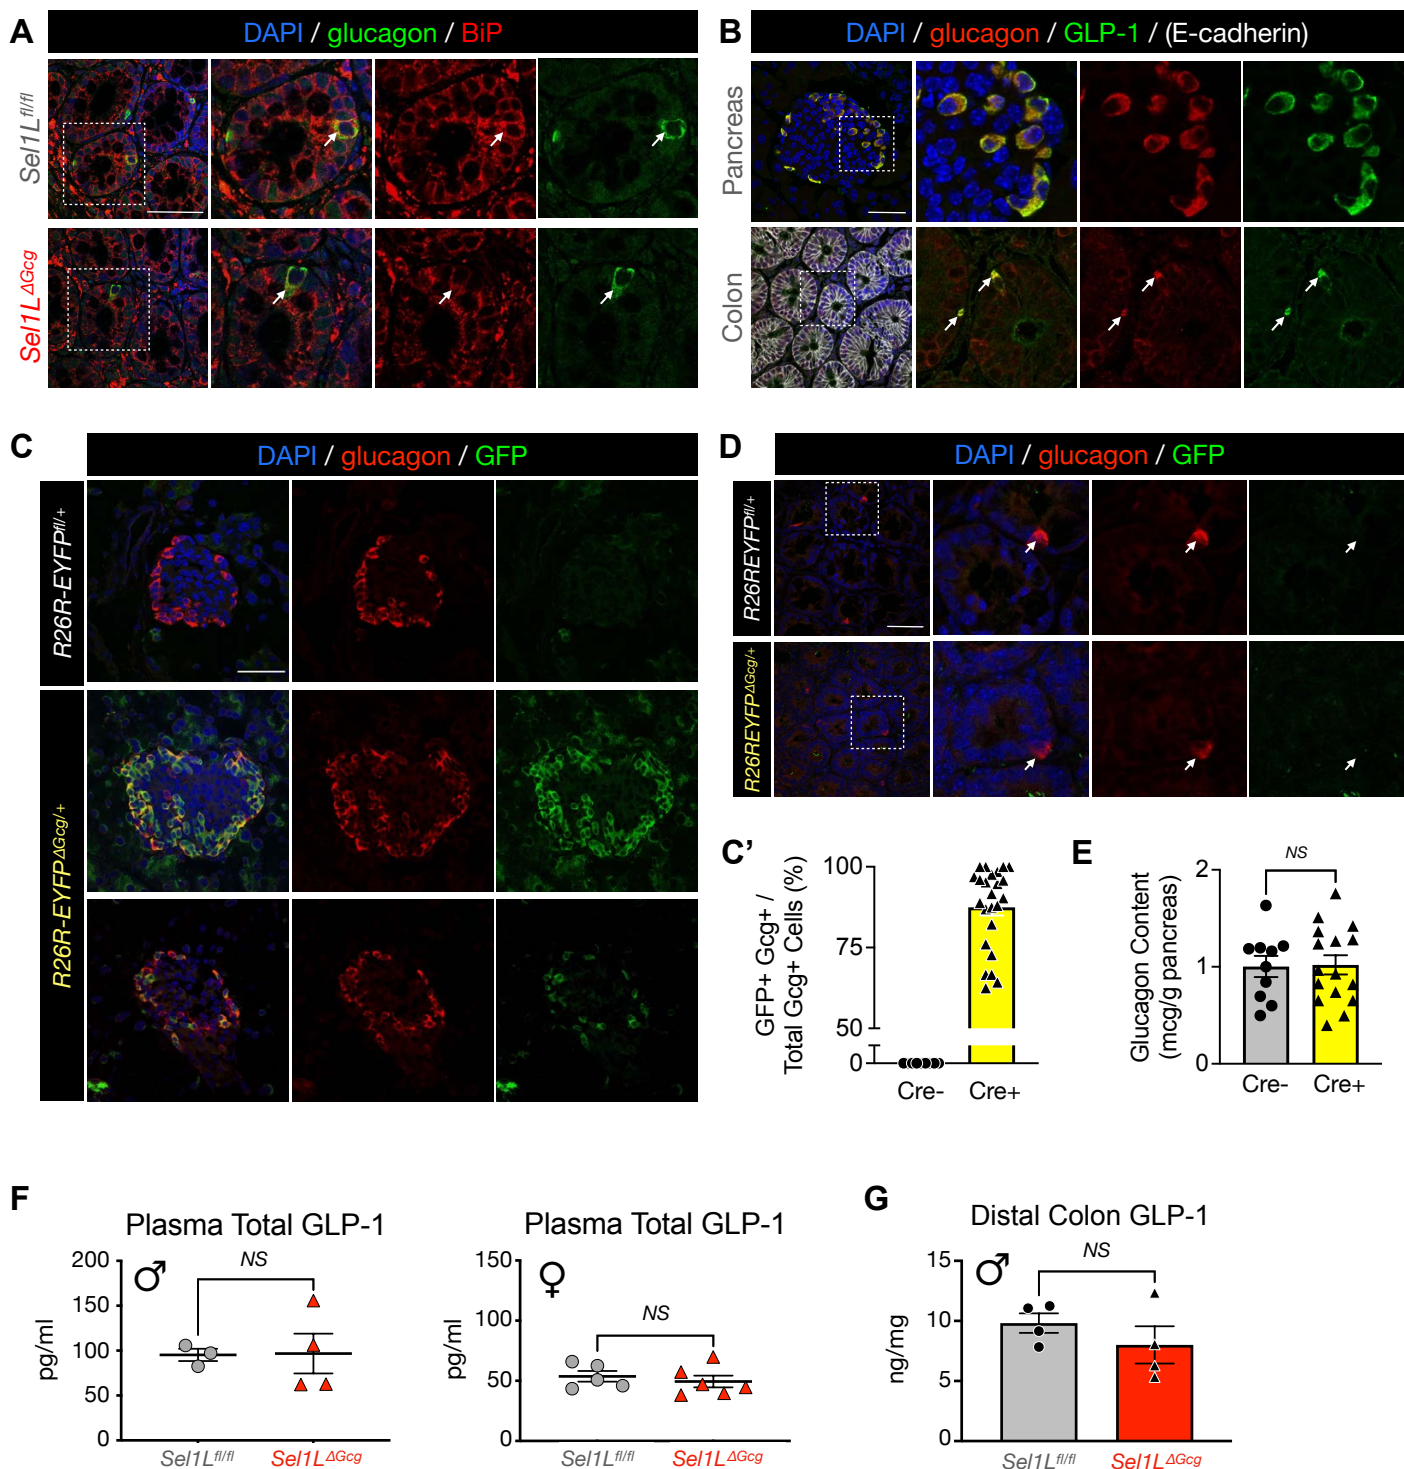 A
DAPI / glucagon / BiP
Sel1L fl/fl
Sel1L ΔGcg
B
DAPI / glucagon / GLP-1 / (E-cadherin)
Pancreas
Colon
C
DAPI / glucagon / GFP
R26R-EYFP fl/+
R26R-EYFP ΔGcg/+
D
DAPI / glucagon / GFP
R26REYFP fl/+
R26REYFP ΔGcg/+
C'
GFP+ Gcg+ /
Total Gcg+ Cells (%)
100
75
50
0
Cre-
Cre+
E
NS
Glucagon Content
(mcg/g pancreas)
2
1
0
Cre-
Cre+
F
Plasma Total GLP-1
♂
NS
pg/ml
200
150
100
50
0
Sel1L fl/fl
Sel1L ΔGcg
Plasma Total GLP-1
♀
NS
pg/ml
150
100
50
0
Sel1L fl/fl
Sel1L ΔGcg
G
Distal Colon GLP-1
♂
NS
ng/mg
15
10
5
0
Sel1L fl/fl
Sel1L ΔGcg